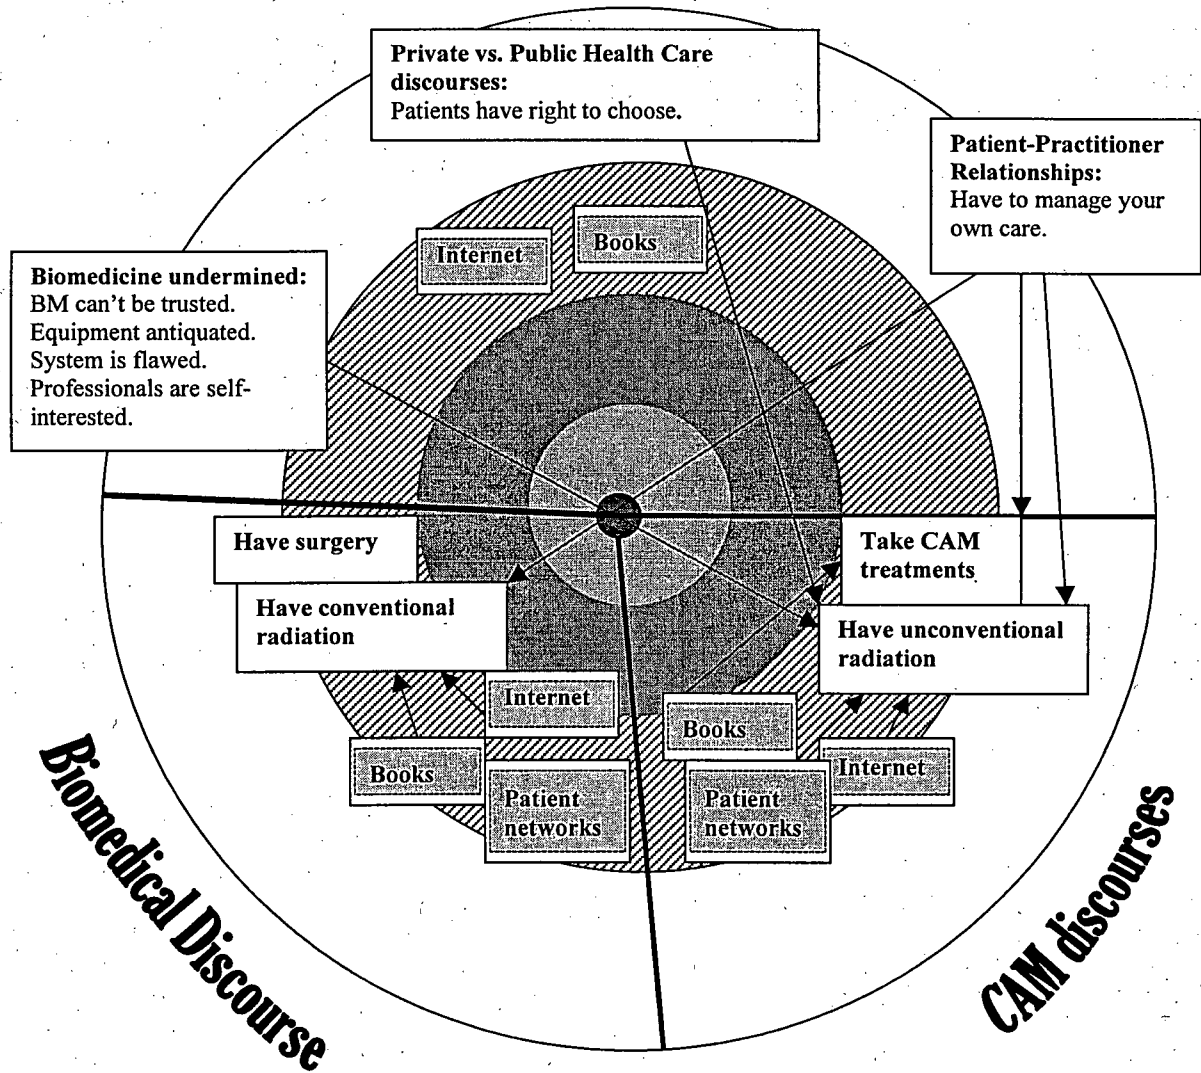 Private vs. Public Health Care
discourses:
Patients have right to choose.
Patient-Practitioner
Relationships:
Have to manage your
own care.
Internet
Books
Biomedicine undermined:
BM can't be trusted.
Equipment antiquated.
System is flawed.
Professionals are self-
interested.
Have surgery
Have conventional
radiation
Take CAM
treatments
Have unconventional
radiation
Internet
Books
Patient
networks
Books
Internet
Patient
networks
Biomedical Discourse
CAM discourses